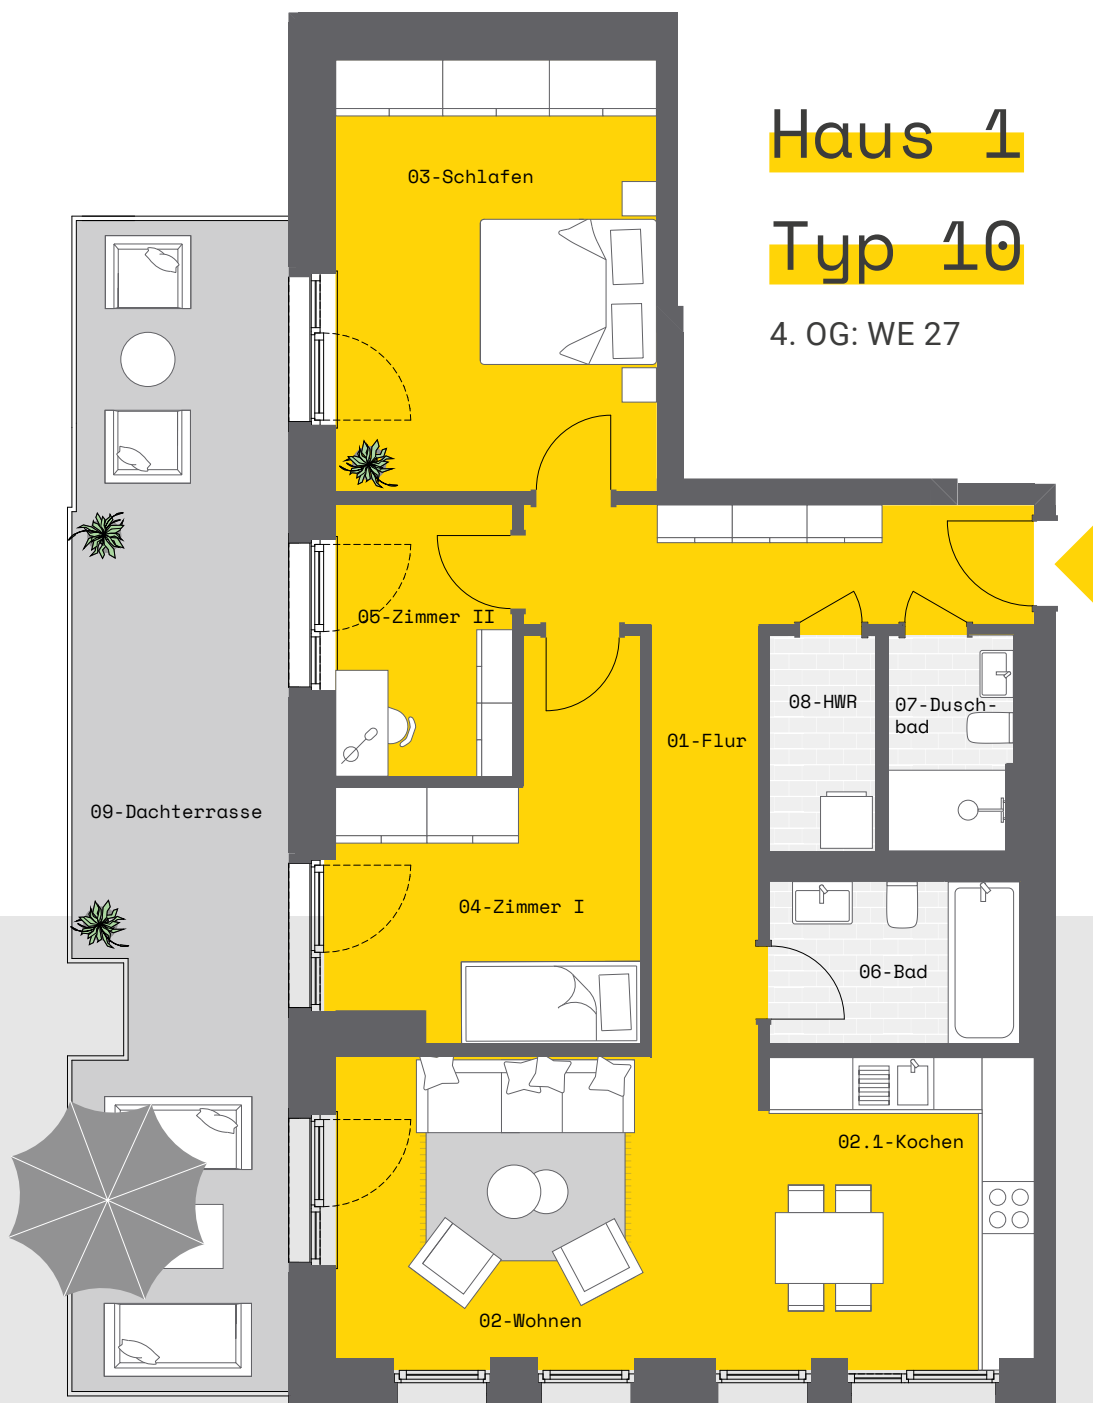 Haus 1
Typ 10
4. OG: WE 27
03-Schlafen
05-Zimmer II
08-HWR
07-Dusch-
bad
01-Flur
09-Dachterrasse
04-Zimmer I
06-Bad
02.1-Kochen
02-Wohnen